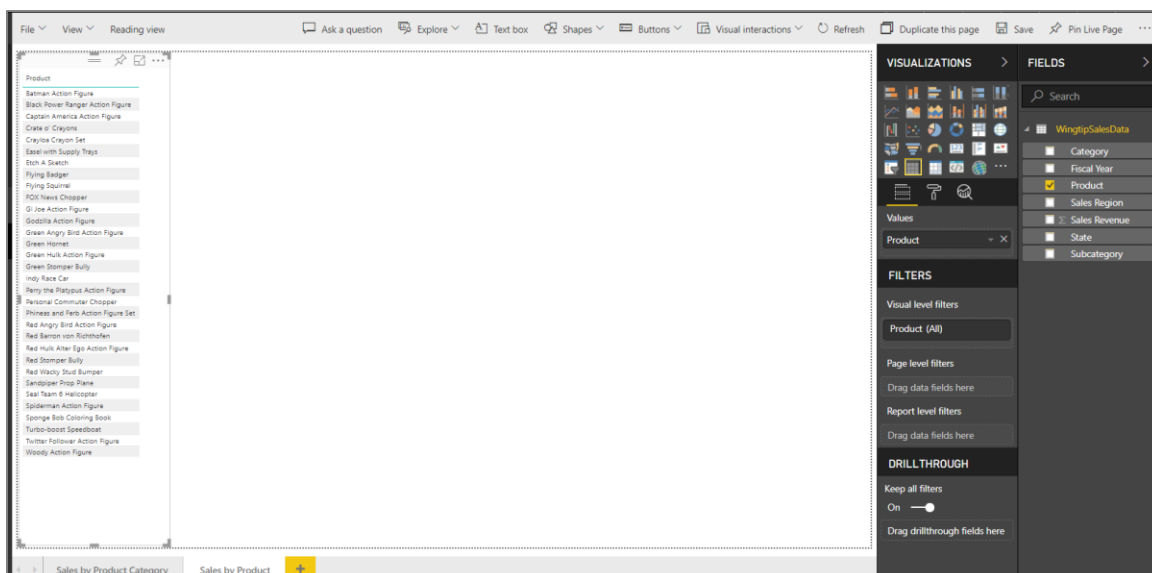 File View Reading view Ask a question Explore Text box Shapes Buttons Visual interactions Refresh Duplicate this page Save Pin Live Page ...
Product
Batman Action Figure
Black Power Ranger Action Figure
Captain America Action Figure
Crate o' Crayons
Crayloa Crayon Set
Easel with Supply Trays
Etch A Sketch
Flying Badger
Flying Squirrel
FOX News Chopper
GI Joe Action Figure
Godzilla Action Figure
Green Angry Bird Action Figure
Green Hornet
Green Hulk Action Figure
Green Stomper Bully
Indy Race Car
Perry the Platypus Action Figure
Personal Commuter Chopper
Phineas and Ferb Action Figure Set
Red Angry Bird Action Figure
Red Barron von Richthofen
Red Hulk Alter Ego Action Figure
Red Stomper Bully
Red Wacky Stud Bumper
Sandpiper Prop Plane
Seal Team 6 Helicopter
Spiderman Action Figure
Sponge Bob Coloring Book
Turbo-boost Speedboat
Twitter Follower Action Figure
Woody Action Figure
Sales by Product Category Sales by Product +
VISUALIZATIONS
Values
Product
FILTERS
Visual level filters
Product (All)
Page level filters
Drag data fields here
Report level filters
Drag data fields here
DRILLTHROUGH
Keep all filters
On
Drag drillthrough fields here
FIELDS
Search
WingtipSalesData
Category
Fiscal Year
Product
Sales Region
Σ Sales Revenue
State
Subcategory